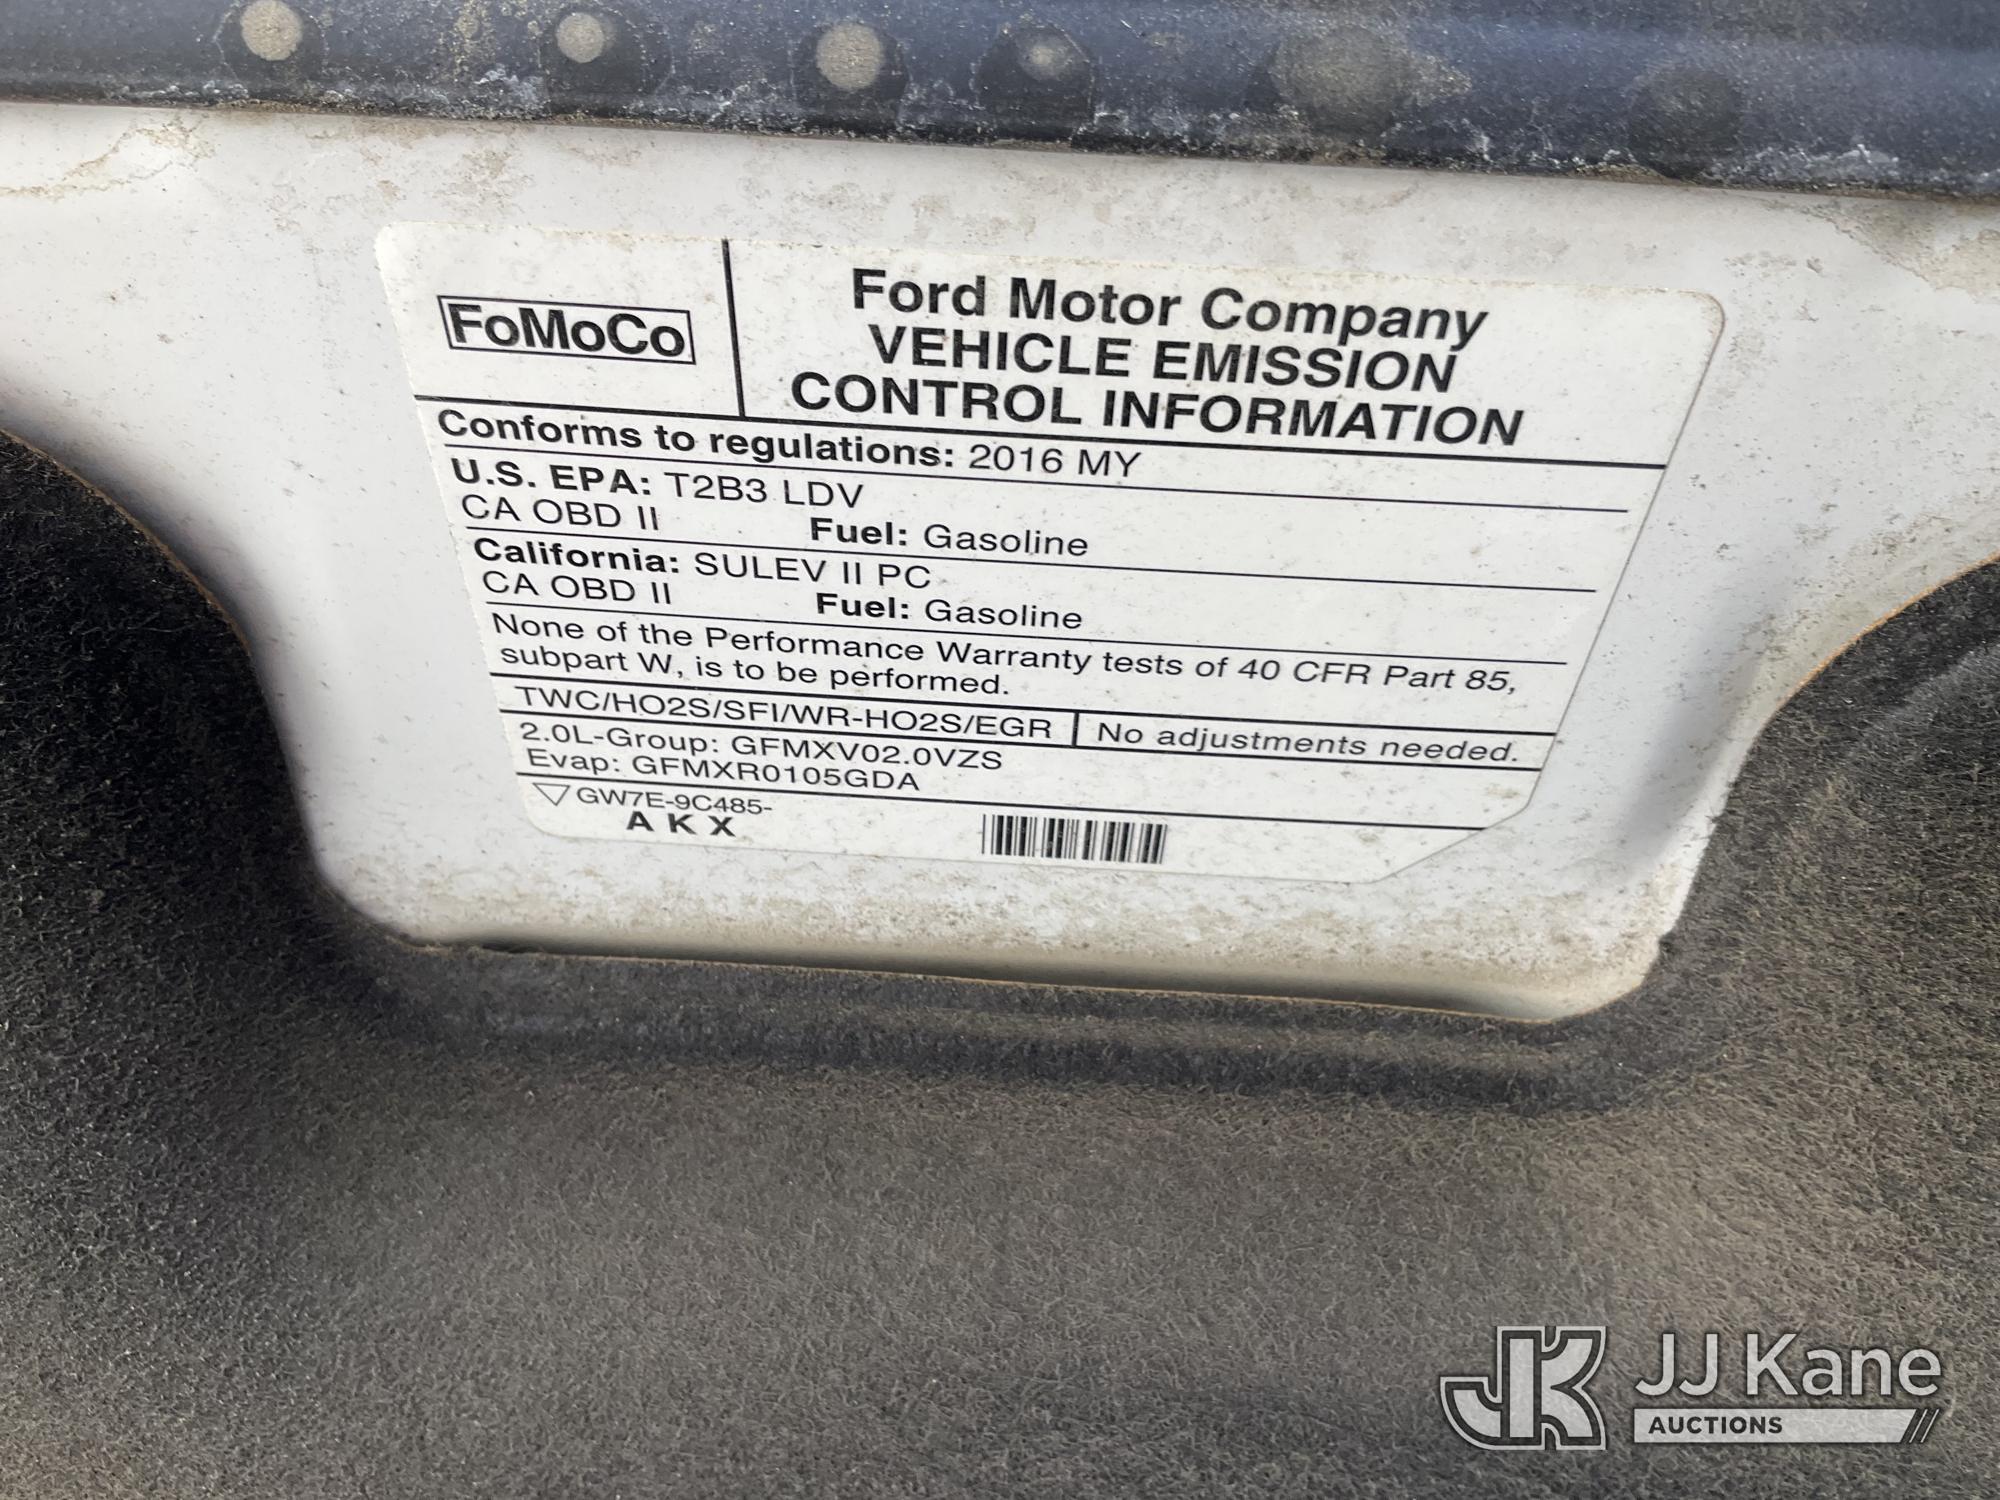 FoMoCo
Ford Motor Company
VEHICLE EMISSION
CONTROL INFORMATION
Conforms to regulations: 2016 MY
U.S. EPA: T2B3 LDV
CA OBD II Fuel: Gasoline
California: SULEV II PC
CA OBD II Fuel: Gasoline
None of the Performance Warranty tests of 40 CFR Part 85,
subpart W, is to be performed.
TWC/HO2S/SFI/WR-HO2S/EGR No adjustments needed.
2.0L-Group: GFMXV02.0VZS
Evap: GFMXR0105GDA
GW7E-9C485-
A K X
JK JJ Kane
AUCTIONS